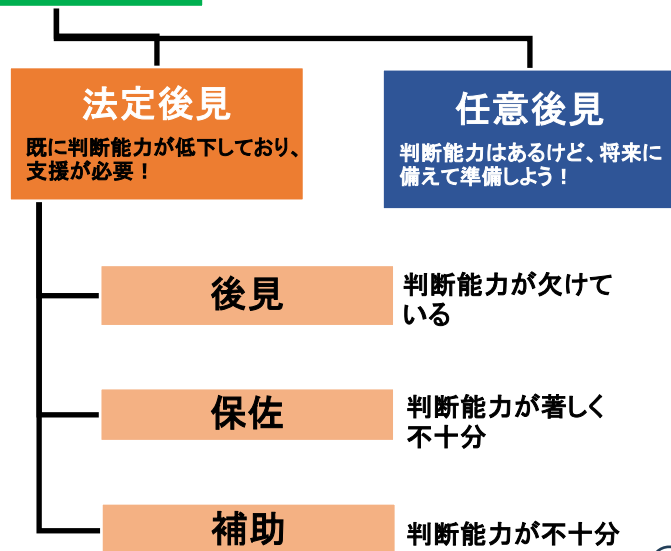 法定後見
既に判断能力が低下しており、
支援が必要！
任意後見
判断能力はあるけど、将来に
備えて準備しよう！
後見
判断能力が欠けて
いる
保佐
判断能力が著しく
不十分
補助
判断能力が不十分